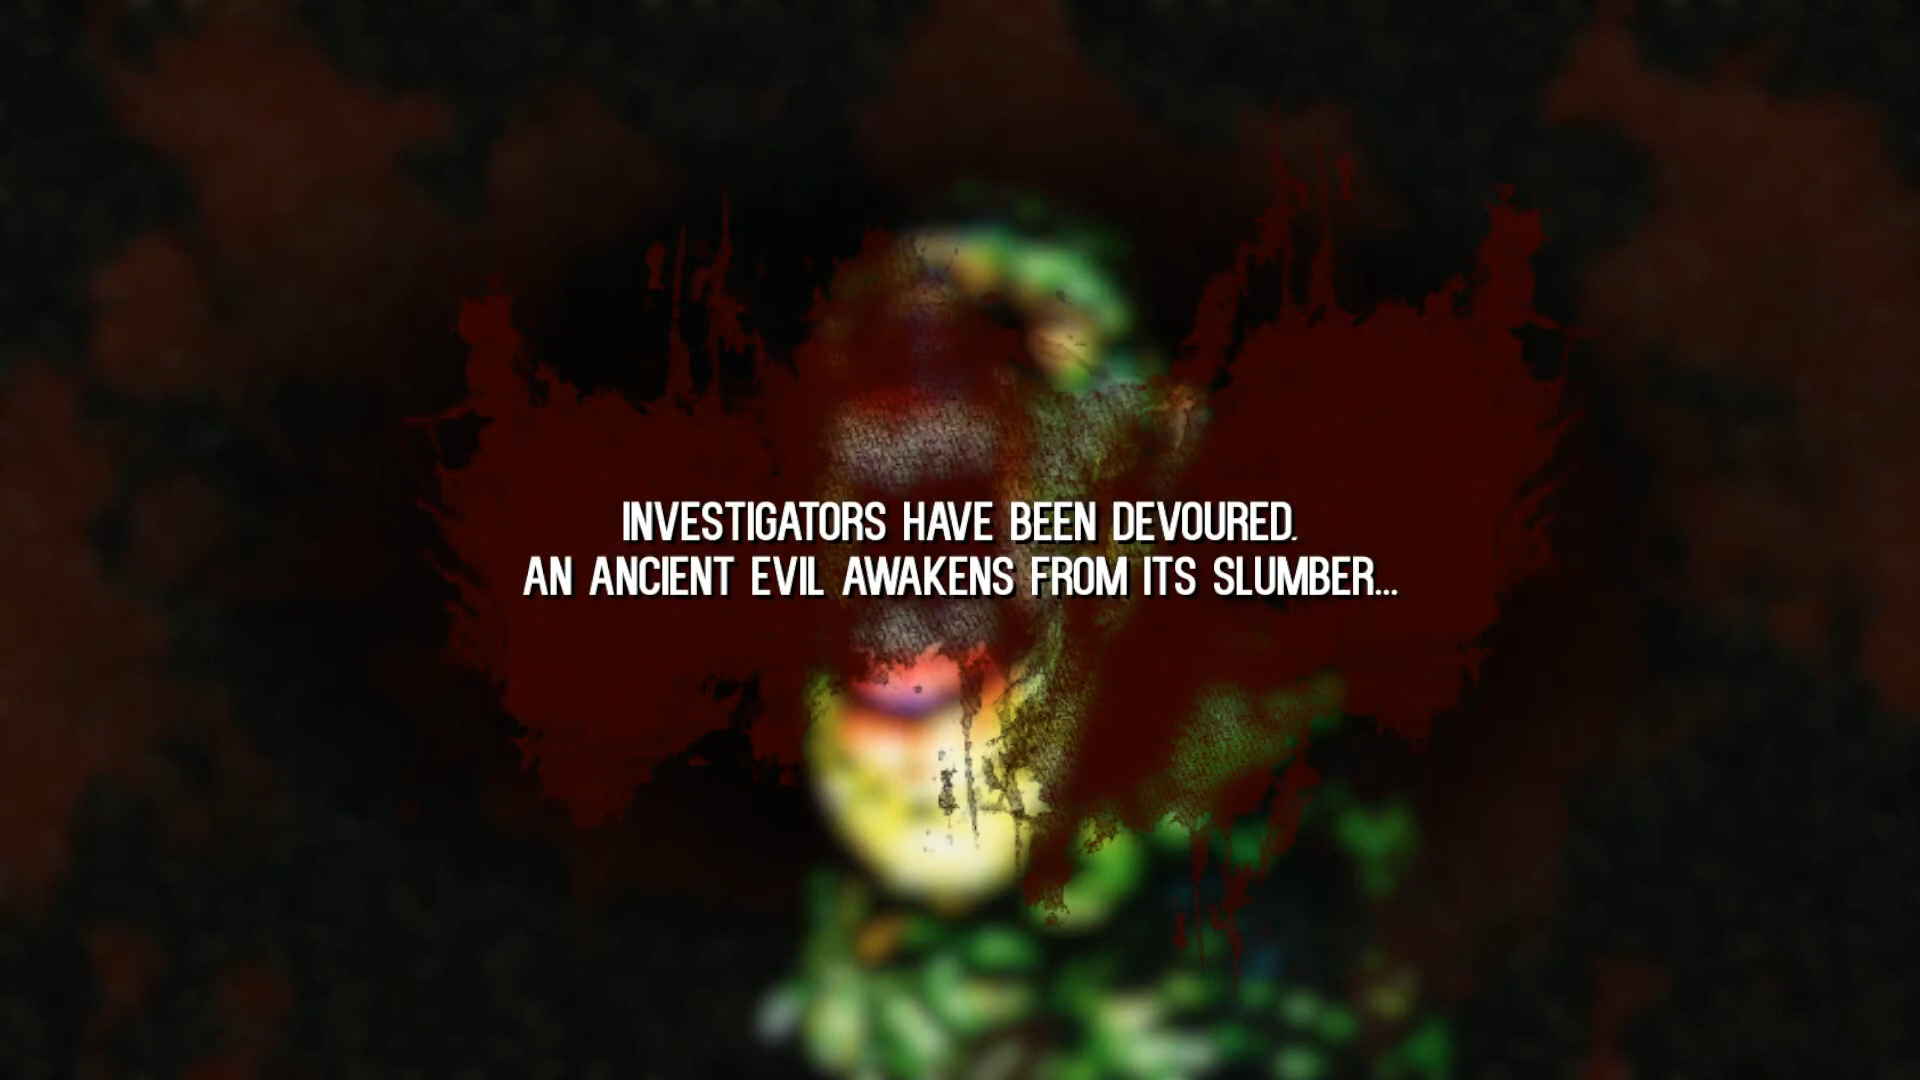 INVESTIGATORS HAVE BEEN DEVOURED.
AN ANCIENT EVIL AWAKENS FROM ITS SLUMBER...